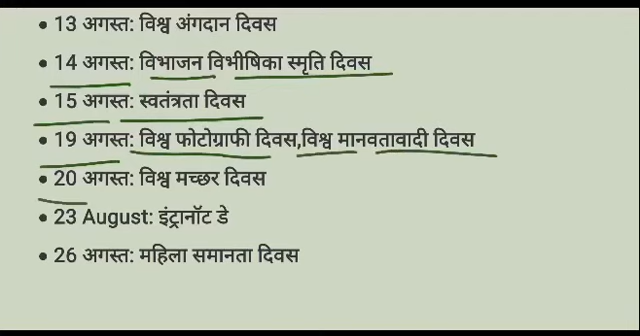 • 13 अगस्त: विश्व अंगदान दिवस
• 14 अगस्त: विभाजन विभीषिका स्मृति दिवस
• 15 अगस्त: स्वतंत्रता दिवस
• 19 अगस्त: विश्व फोटोग्राफी दिवस,विश्व मानवतावादी दिवस
• 20 अगस्त: विश्व मच्छर दिवस
• 23 August: इंट्रानॉट डे
• 26 अगस्त: महिला समानता दिवस